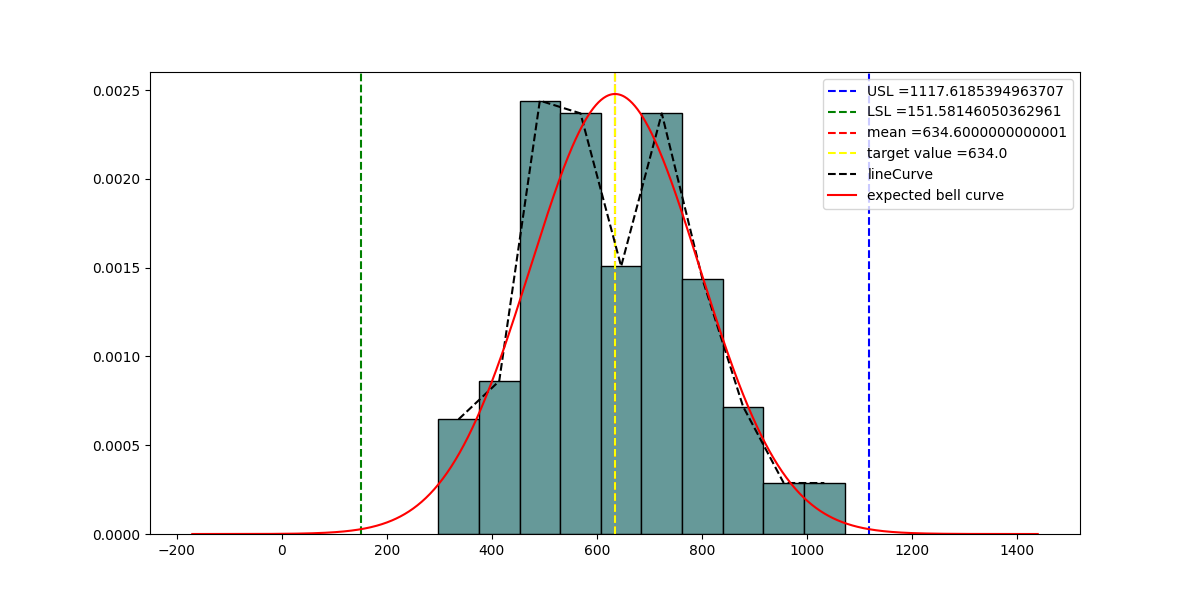 0.0025
0.0020
0.0015
0.0010
0.0005
0.0000
−200 0 200 400 600 800 1000 1200 1400
USL =1117.6185394963707
LSL =151.58146050362961
mean =634.6000000000001
target value =634.0
lineCurve
expected bell curve